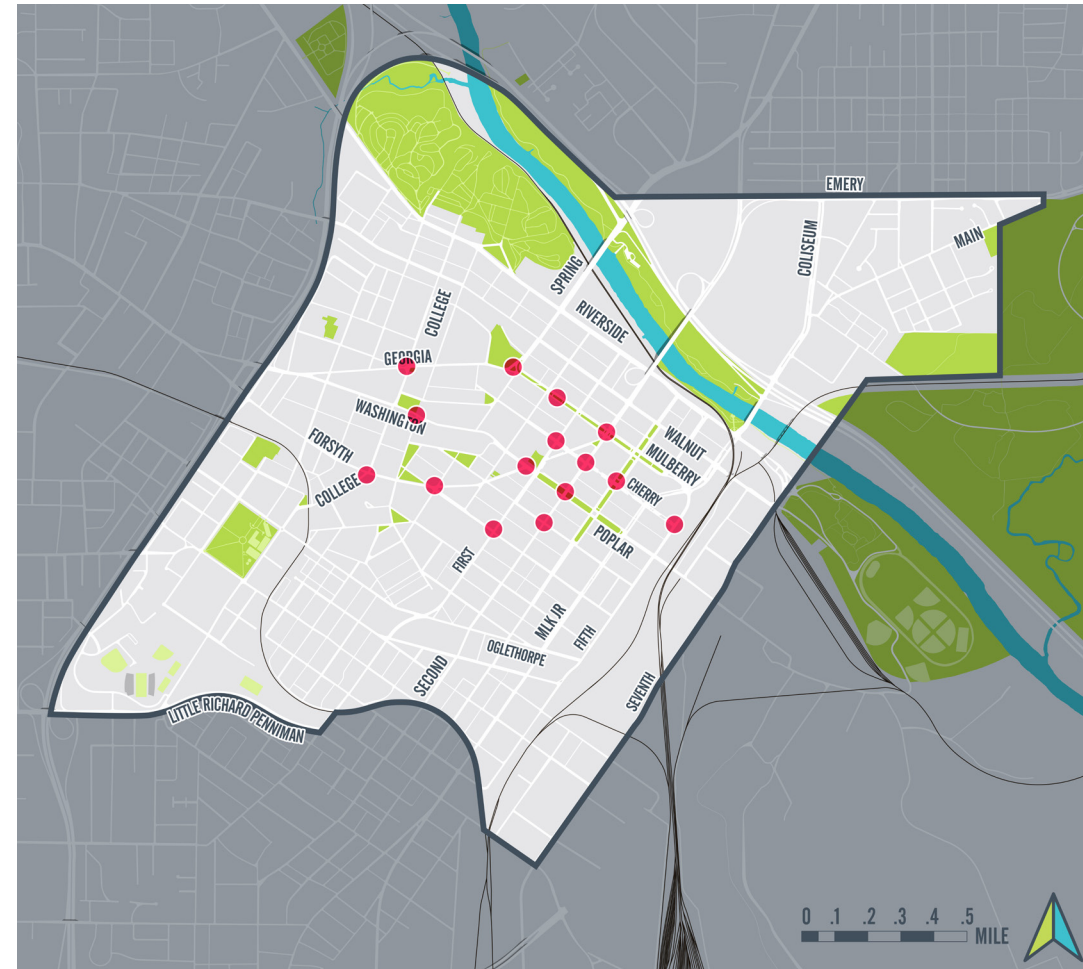 EMERY
MAIN
COLISEUM
SPRING
RIVERSIDE
COLLEGE
GEORGIA
WASHINGTON
FORSYTH
COLLEGE
WALNUT
MULBERRY
CHERRY
POPLAR
FIRST
MLK JR
FIFTH
OGLETHORPE
SECOND
SEVENTH
LITTLE RICHARD PENNIMAN
0 .1 .2 .3 .4 .5
MILE